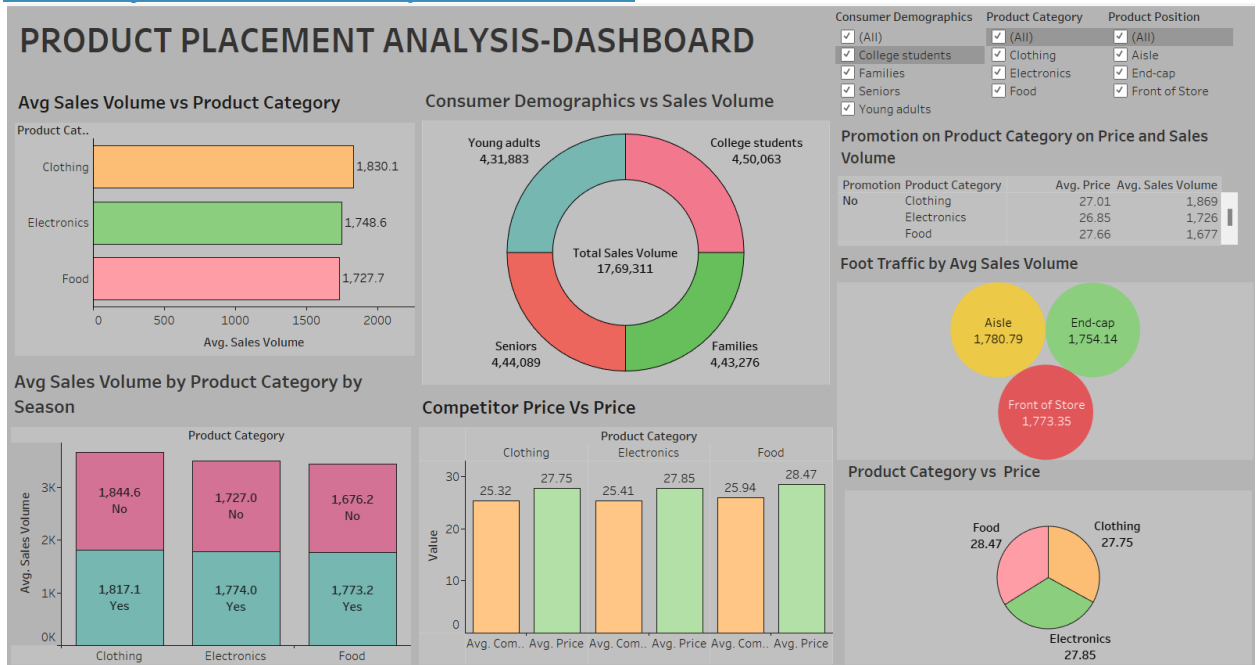 PRODUCT PLACEMENT ANALYSIS-DASHBOARD
Consumer Demographics
(All)
College students
Families
Seniors
Young adults
Product Category
(All)
Clothing
Electronics
Food
Product Position
(All)
Aisle
End-cap
Front of Store
Avg Sales Volume vs Product Category
Product Cat..
Clothing
1,830.1
Electronics
1,748.6
Food
1,727.7
0 500 1000 1500 2000
Avg. Sales Volume
Consumer Demographics vs Sales Volume
Young adults
4,31,883
College students
4,50,063
Total Sales Volume
17,69,311
Seniors
4,44,089
Families
4,43,276
Promotion on Product Category on Price and Sales
Volume
Promotion Product Category Avg. Price Avg. Sales Volume
No Clothing 27.01 1,869
Electronics 26.85 1,726
Food 27.66 1,677
Foot Traffic by Avg Sales Volume
Aisle
1,780.79
End-cap
1,754.14
Front of Store
1,773.35
Avg Sales Volume by Product Category by
Season
Product Category
Avg. Sales Volume
3K
2K
1K
0K
1,844.6
No
1,727.0
No
1,676.2
No
1,817.1
Yes
1,774.0
Yes
1,773.2
Yes
Clothing Electronics Food
Competitor Price Vs Price
Product Category
Clothing Electronics Food
Value
30
20
10
0
25.32 27.75 25.41 27.85 25.94 28.47
Avg. Com.. Avg. Price Avg. Com.. Avg. Price Avg. Com.. Avg. Price
Product Category vs Price
Food
28.47
Clothing
27.75
Electronics
27.85